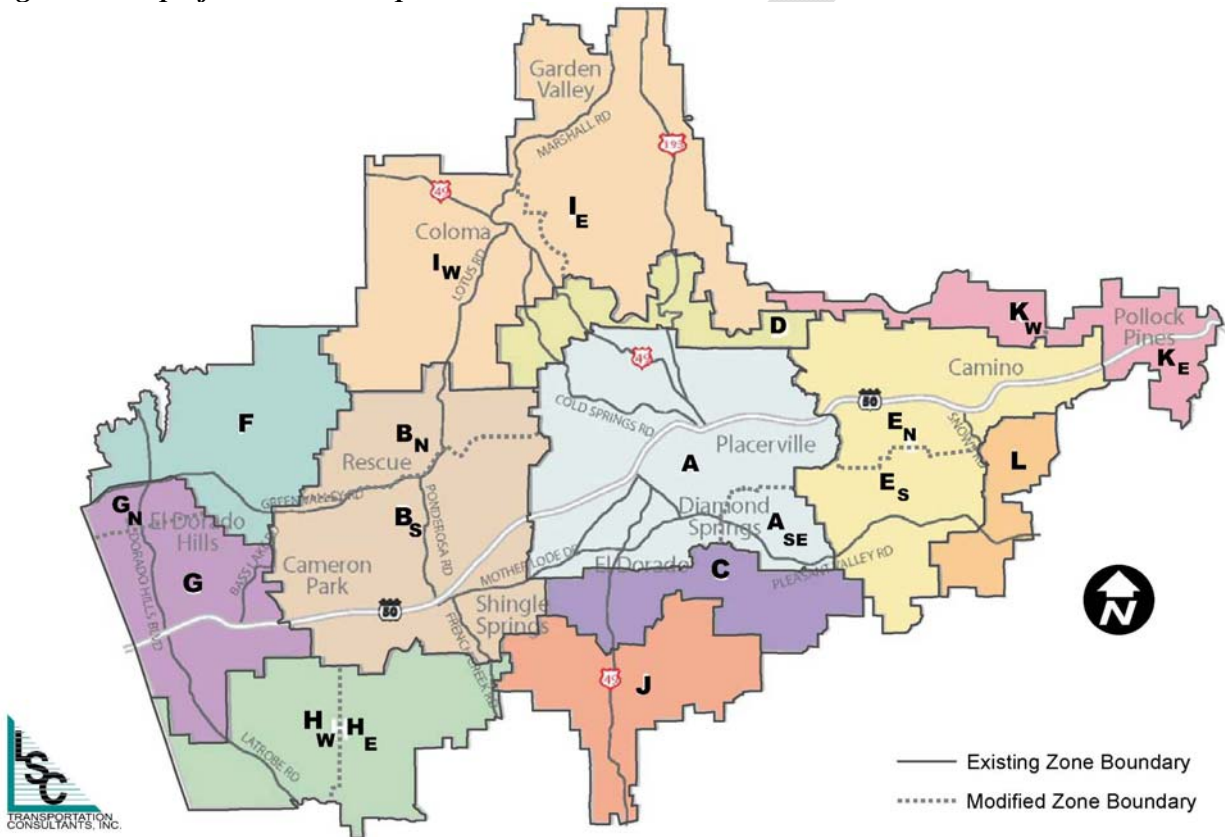 Garden
Valley
MARSHALL RD
193
49
I E
Coloma
I W
LOTUS RD
D
K W
Pollock
Pines
K E
49
Camino
50
COLD SPRINGS RD
F
B N
Rescue
Placerville
A
E N
E S
L
GREEN VALLEY RD
B S
PONDEROSA RD
Diamond
Springs
A SE
G N
El Dorado
Hills
G
BASS LAKE
DORADO HILLS BLVD
Cameron
Park
50
MOTHER LODE DR
El Dorado
C
PLEASANT VALLEY RD
Shingle
Springs
FRENCH CREEK RD
N
49
J
H W
H E
LATROBE RD
Existing Zone Boundary
Modified Zone Boundary
LSC
TRANSPORTATION
CONSULTANTS, INC.